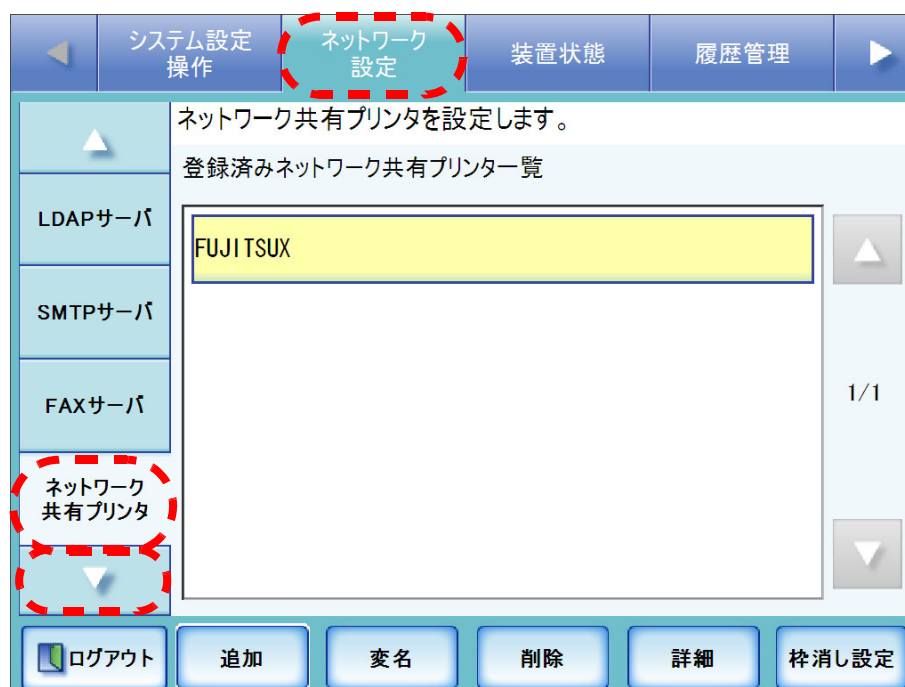 システム設定
操作
ネットワーク
設定
装置状態
履歴管理
ネットワーク共有プリンタを設定します。
登録済みネットワーク共有プリンター覧
LDAPサーバ
FUJITSUX
SMTPサーバ
FAXサーバ
1/1
ネットワーク
共有プリンタ
ログアウト
追加
変名
削除
詳細
枠消し設定